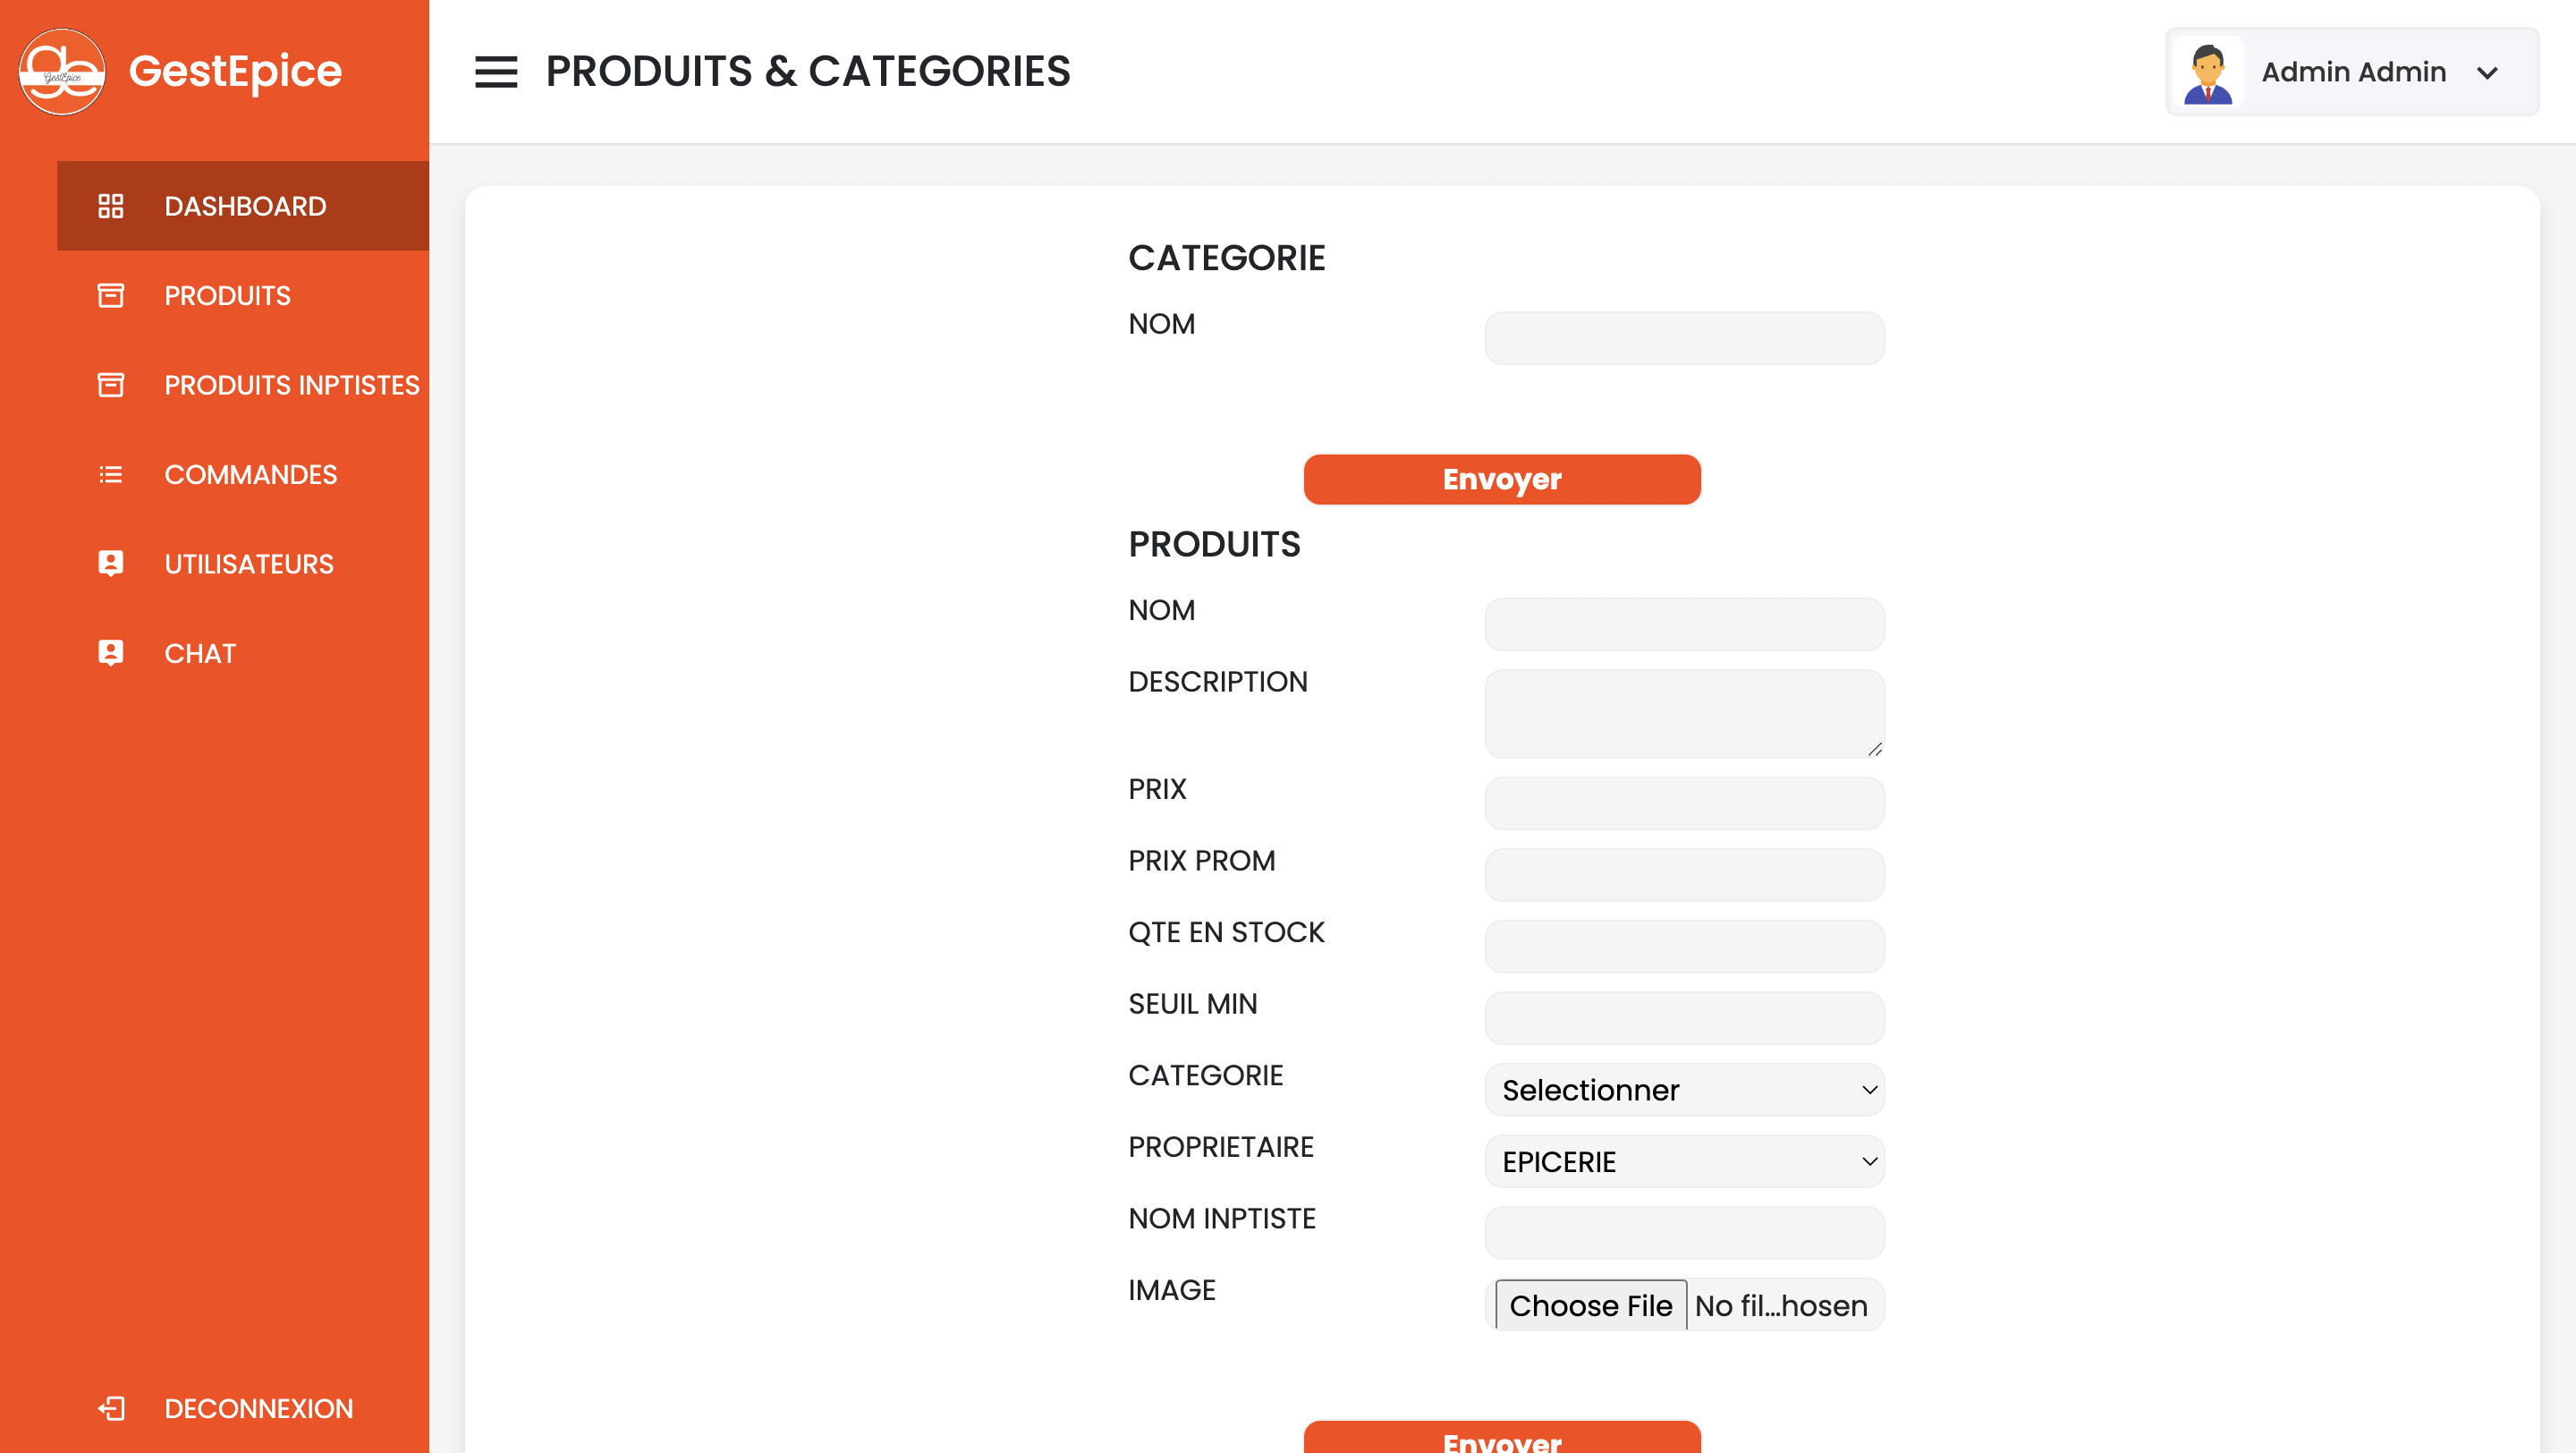 GestEpice
GestEpice
PRODUITS & CATEGORIES
Admin Admin
DASHBOARD
PRODUITS
PRODUITS INPTISTES
COMMANDES
UTILISATEURS
CHAT
DECONNEXION
CATEGORIE
NOM
Envoyer
PRODUITS
NOM
DESCRIPTION
PRIX
PRIX PROM
QTE EN STOCK
SEUIL MIN
CATEGORIE Selectionner
PROPRIETAIRE EPICERIE
NOM INPTISTE
IMAGE Choose File No fil...hosen
Envoyer